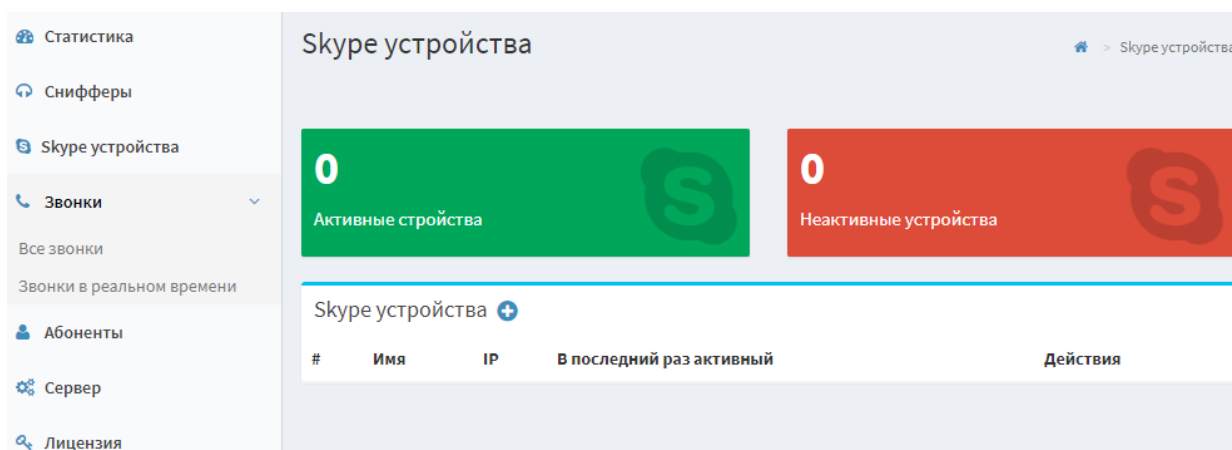 Статистика
Снифферы
Skype устройства
Звонки
Все звонки
Звонки в реальном времени
Абоненты
Сервер
Лицензия
Skype устройства
> Skype устройства
0
Активные стройства
0
Неактивные устройства
Skype устройства
# Имя IP В последний раз активный Действия